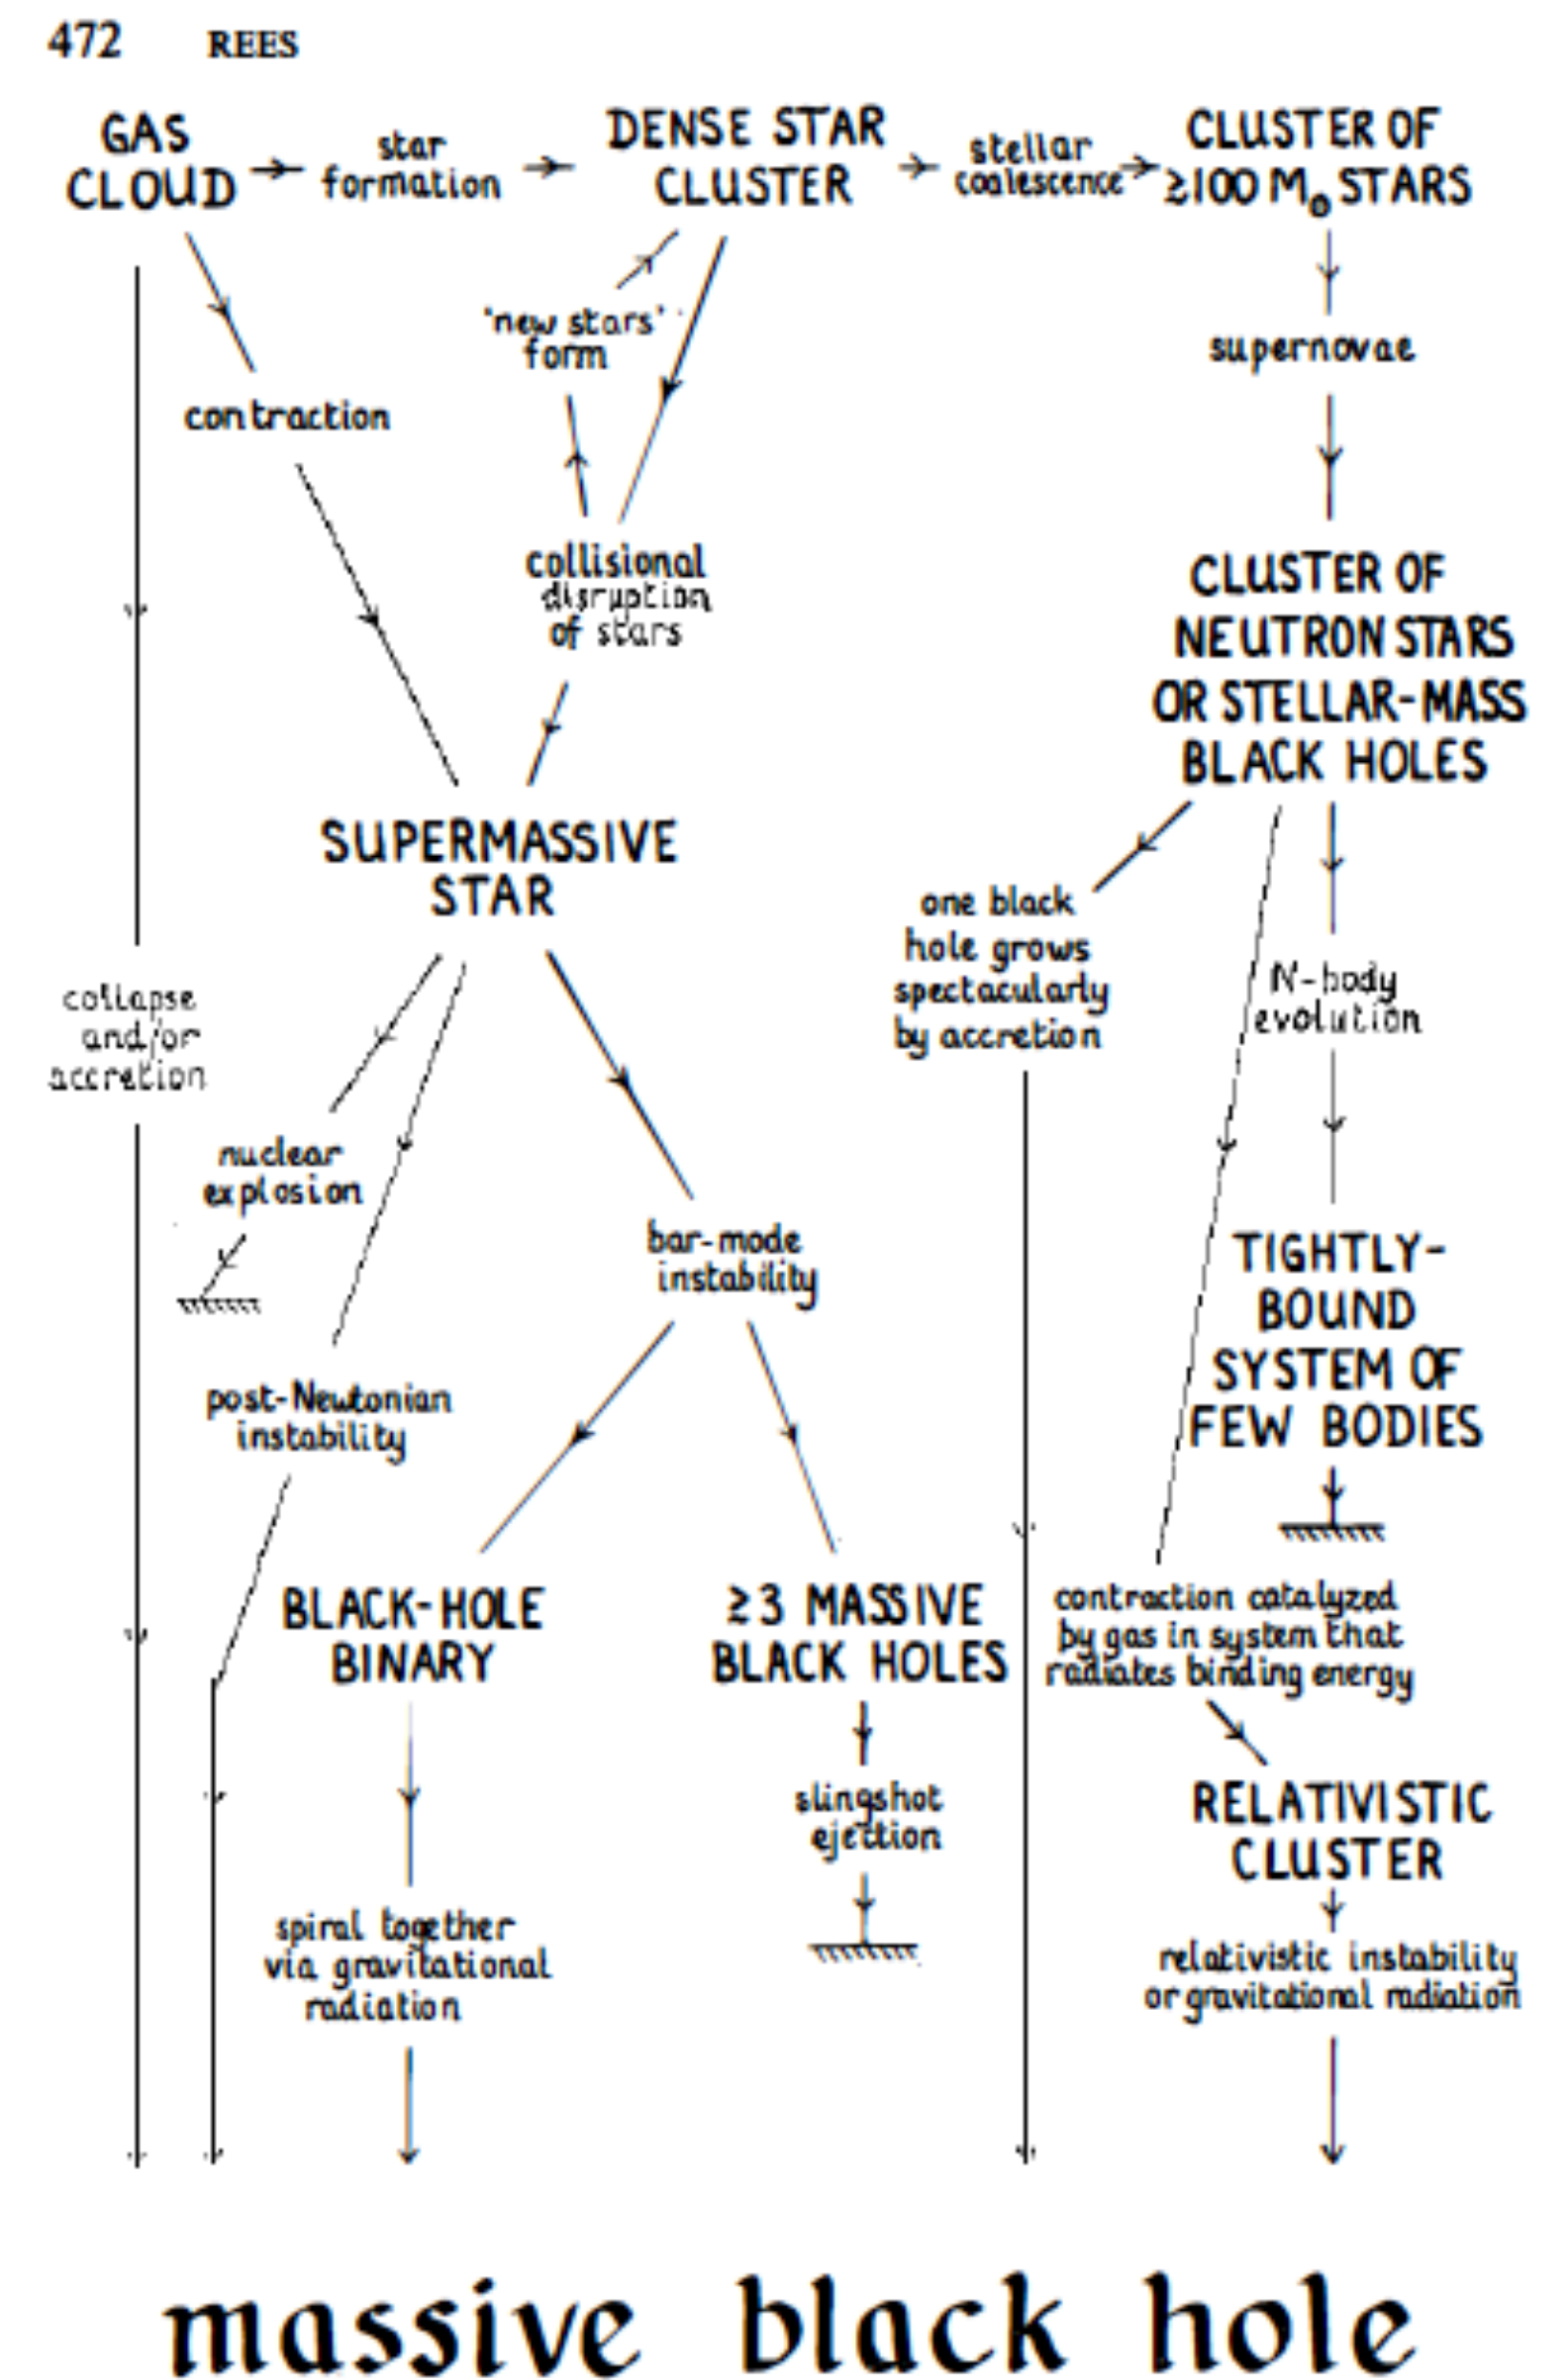 472 REES
GAS
CLOUD
star
formation
DENSE STAR
CLUSTER
stellar
coalescence
CLUSTER OF
≥100 M⊙ STARS
'new stars'
form
supernovae
contraction
collisional
disruption
of stars
CLUSTER OF
NEUTRON STARS
OR STELLAR-MASS
BLACK HOLES
SUPERMASSIVE
STAR
one black
hole grows
spectacularly
by accretion
N-body
evolution
collapse
and/or
accretion
nuclear
explosion
bar-mode
instability
TIGHTLY-
BOUND
SYSTEM OF
FEW BODIES
post-Newtonian
instability
BLACK-HOLE
BINARY
≥3 MASSIVE
BLACK HOLES
contraction catalyzed
by gas in system that
radiates binding energy
slingshot
ejection
RELATIVISTIC
CLUSTER
spiral together
via gravitational
radiation
relativistic instability
or gravitational radiation
massive black hole